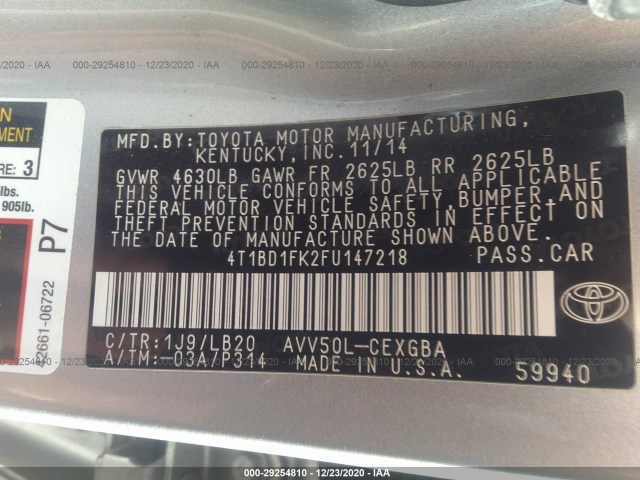 000-29254810 - 12/23/2020 - IAA
MFD.BY:TOYOTA MOTOR MANUFACTURING,
KENTUCKY,INC.11/14
GVWR 4630LB GAWR FR 2625LB RR 2625LB
THIS VEHICLE CONFORMS TO ALL APPLICABLE
FEDERAL MOTOR VEHICLE SAFETY,BUMPER,AND
THEFT PREVENTION STANDARDS IN EFFECT ON
THE DATE OF MANUFACTURE SHOWN ABOVE.
4T1BD1FK2FU147218 PASS.CAR
C/TR:1J9/LB20 AVV50L-CEXGBA
A/TM:-03A/P314 MADE IN U.S.A. 59940
TOYOTA
RE: 3
lbs.
905lb.
P7
42661-06722
000-29254810 - 12/23/2020 - IAA